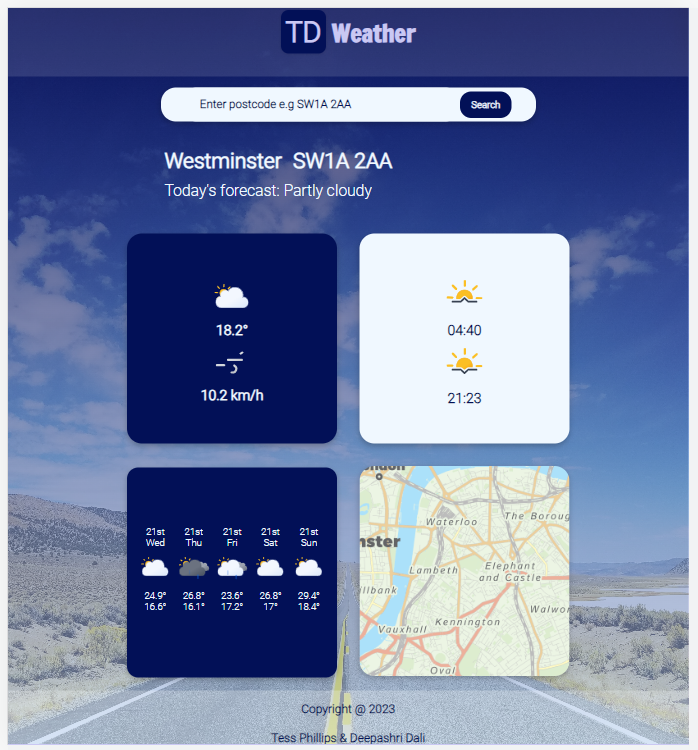 TD Weather
Enter postcode e.g SW1A 2AA
Search
Westminster SW1A 2AA
Today's forecast: Partly cloudy
18.2°
10.2 km/h
04:40
21:23
21st 21st 21st 21st 21st
Wed Thu Fri Sat Sun
24.9° 26.8° 23.6° 26.8° 29.4°
16.6° 16.1° 17.2° 17° 18.4°
ondon
Waterloo
The Boroug
nster
Lambeth
Elephant
and Castle
illbank
Walwor
Kennington
Vauxhall
Oval
Copyright @ 2023
Tess Phillips & Deepashri Dali